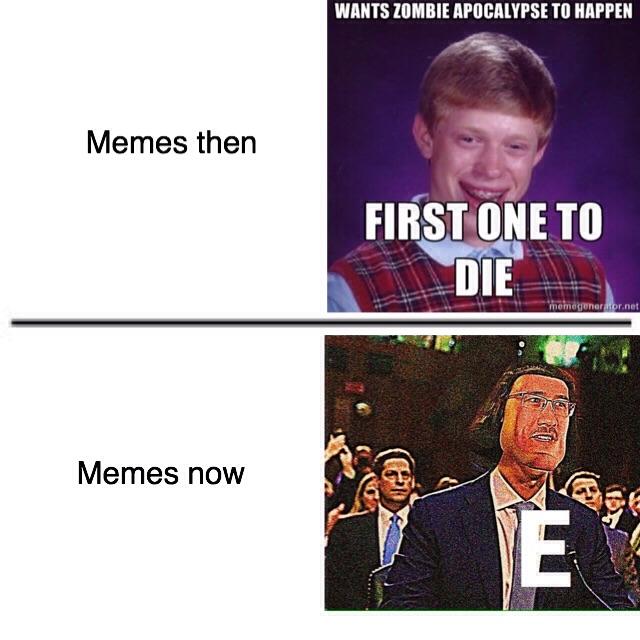 WANTS ZOMBIE APOCALYPSE TO HAPPEN
Memes then
FIRST ONE TO
DIE
memegenerator.net
Memes now
E